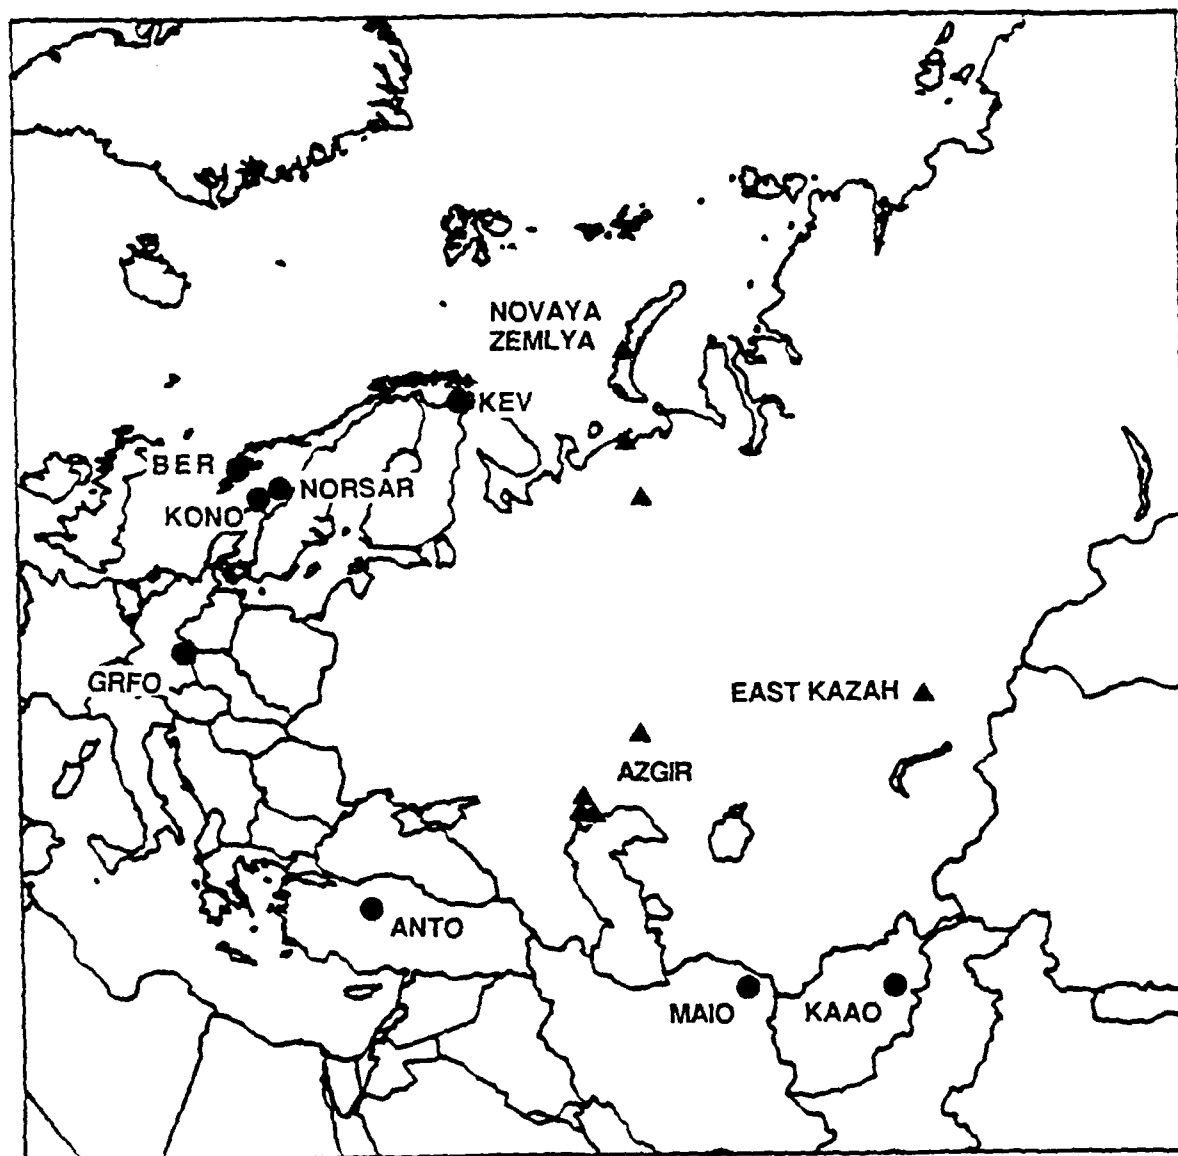 NOVAYA
ZEMLYA
KEV
BER
NORSAR
KONO
GRFO
EAST KAZAH
AZGIR
ANTO
MAIO
KAAO